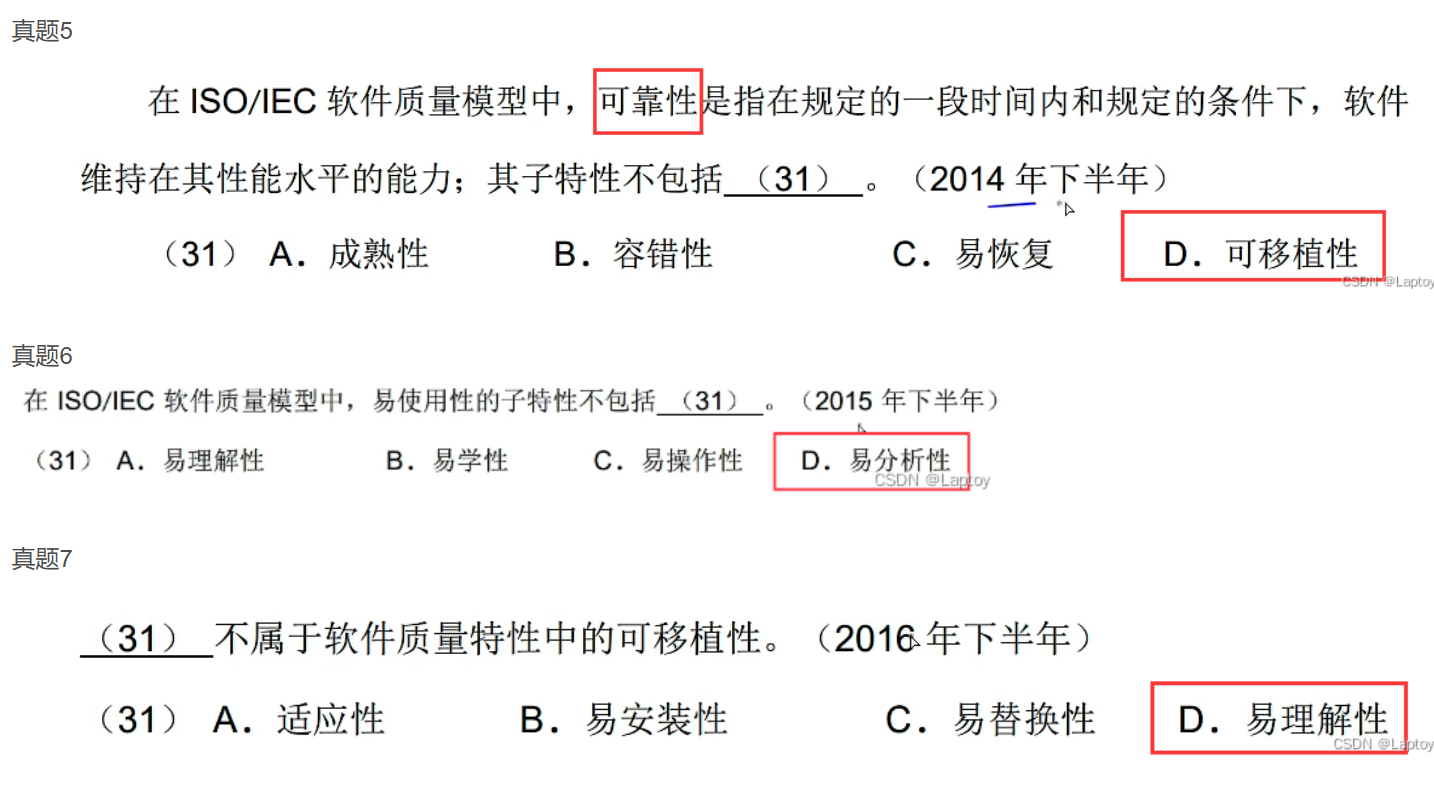 真题5
在 ISO/IEC 软件质量模型中，可靠性是指在规定的一段时间内和规定的条件下，软件
维持在其性能水平的能力；其子特性不包括（31）。（2014 年下半年）
（31） A．成熟性 B．容错性 C．易恢复 D．可移植性
CSDN @Laptoy
真题6
在 ISO/IEC 软件质量模型中，易使用性的子特性不包括（31）。（2015 年下半年）
（31） A．易理解性 B．易学性 C．易操作性 D．易分析性
CSDN @Laptoy
真题7
（31）不属于软件质量特性中的可移植性。（2016 年下半年）
（31） A．适应性 B．易安装性 C．易替换性 D．易理解性
CSDN @Laptoy